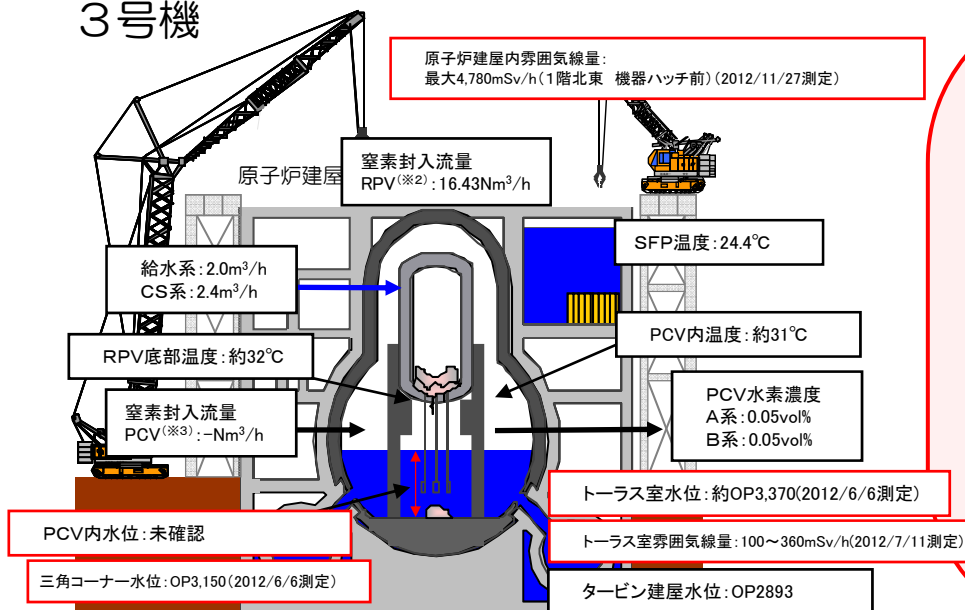 3号機
原子炉建屋内雰囲気線量:
最大4,780mSv/h(1階北東 機器ハッチ前)(2012/11/27測定)
原子炉建屋
窒素封入流量
RPV(※2):16.43Nm³/h
SFP温度:24.4℃
給水系:2.0m³/h
CS系:2.4m³/h
PCV内温度:約31℃
RPV底部温度:約32℃
PCV水素濃度
A系:0.05vol%
B系:0.05vol%
窒素封入流量
PCV(※3):-Nm³/h
トーラス室水位:約OP3,370(2012/6/6測定)
PCV内水位:未確認
トーラス室雰囲気線量:100~360mSv/h(2012/7/11測定)
三角コーナー水位:OP3,150(2012/6/6測定)
タービン建屋水位:OP2893